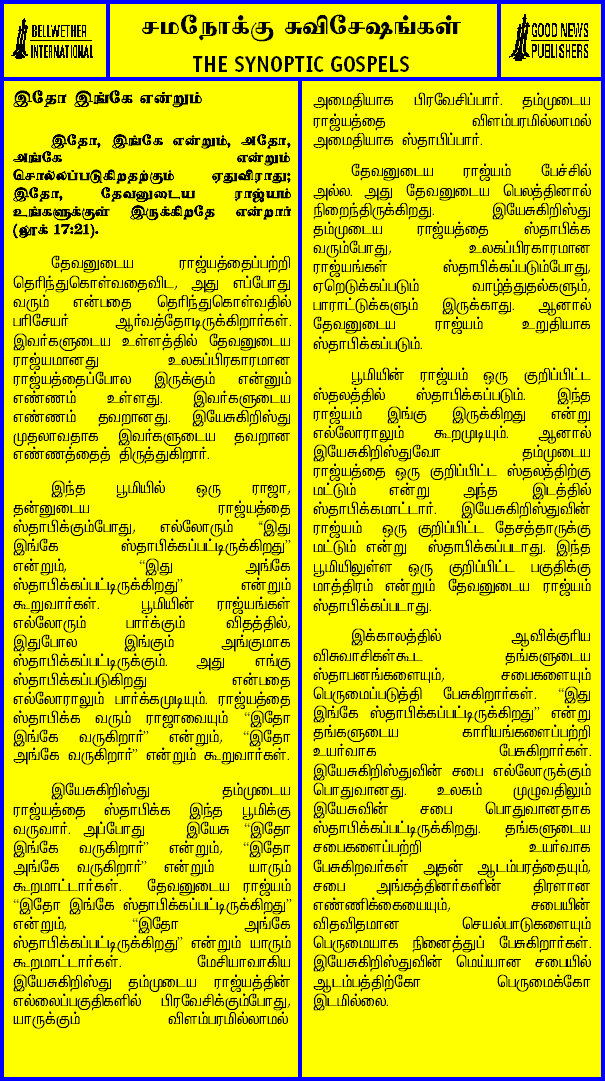 BELLWETHER
INTERNATIONAL
சமநோக்கு சுவிசேஷங்கள்
THE SYNOPTIC GOSPELS
GOOD NEWS
PUBLISHERS
இதோ இங்கே என்றும்
இதோ, இங்கே என்றும், அதோ,
அங்கே என்றும்
சொல்லப்படுகிறதற்கும் ஏதுவிராது;
இதோ, தேவனுடைய ராஜ்யம்
உங்களுக்குள் இருக்கிறதே என்றார்
(லூக் 17:21).
தேவனுடைய ராஜ்யத்தைப்பற்றி
தெரிந்துகொள்வதைவிட, அது எப்போது
வரும் என்பதை தெரிந்துகொள்வதில்
பரிசேயர் ஆர்வத்தோடிருக்கிறார்கள்.
இவர்களுடைய உள்ளத்தில் தேவனுடைய
ராஜ்யமானது உலகப்பிரகாரமான
ராஜ்யத்தைப்போல இருக்கும் என்னும்
எண்ணம் உள்ளது. இவர்களுடைய
எண்ணம் தவறானது. இயேசுகிறிஸ்து
முதலாவதாக இவர்களுடைய தவறான
எண்ணத்தைத் திருத்துகிறார்.
இந்த பூமியில் ஒரு ராஜா,
தன்னுடைய ராஜ்யத்தை
ஸ்தாபிக்கும்போது, எல்லோரும் “இது
இங்கே ஸ்தாபிக்கப்பட்டிருக்கிறது”
என்றும், “இது அங்கே
ஸ்தாபிக்கப்பட்டிருக்கிறது” என்றும்
கூறுவார்கள். பூமியின் ராஜ்யங்கள்
எல்லோரும் பார்க்கும் விதத்தில்,
இதுபோல இங்கும் அங்குமாக
ஸ்தாபிக்கப்பட்டிருக்கும். அது எங்கு
ஸ்தாபிக்கப்படுகிறது என்பதை
எல்லோராலும் பார்க்கமுடியும். ராஜ்யத்தை
ஸ்தாபிக்க வரும் ராஜாவையும் “இதோ
இங்கே வருகிறார்” என்றும், “இதோ
அங்கே வருகிறார்” என்றும் கூறுவார்கள்.
இயேசுகிறிஸ்து தம்முடைய
ராஜ்யத்தை ஸ்தாபிக்க இந்த பூமிக்கு
வருவார். அப்போது இயேசு “இதோ
இங்கே வருகிறார்” என்றும், “இதோ
அங்கே வருகிறார்” என்றும் யாரும்
கூறமாட்டார்கள். தேவனுடைய ராஜ்யம்
“இதோ இங்கே ஸ்தாபிக்கப்பட்டிருக்கிறது”
என்றும், “இதோ அங்கே
ஸ்தாபிக்கப்பட்டிருக்கிறது” என்றும் யாரும்
கூறமாட்டார்கள். மேசியாவாகிய
இயேசுகிறிஸ்து தம்முடைய ராஜ்யத்தின்
எல்லைப்பகுதிகளில் பிரவேசிக்கும்போது,
யாருக்கும் விளம்பரமில்லாமல்
அமைதியாக பிரவேசிப்பார். தம்முடைய
ராஜ்யத்தை விளம்பரமில்லாமல்
அமைதியாக ஸ்தாபிப்பார்.
தேவனுடைய ராஜ்யம் பேச்சில்
அல்ல. அது தேவனுடைய பெலத்தினால்
நிறைந்திருக்கிறது. இயேசுகிறிஸ்து
தம்முடைய ராஜ்யத்தை ஸ்தாபிக்க
வரும்போது, உலகப்பிரகாரமான
ராஜ்யங்கள் ஸ்தாபிக்கப்படும்போது,
ஏறெடுக்கப்படும் வாழ்த்துதல்களும்,
பாராட்டுக்களும் இருக்காது. ஆனால்
தேவனுடைய ராஜ்யம் உறுதியாக
ஸ்தாபிக்கப்படும்.
பூமியின் ராஜ்யம் ஒரு குறிப்பிட்ட
ஸ்தலத்தில் ஸ்தாபிக்கப்படும். இந்த
ராஜ்யம் இங்கு இருக்கிறது என்று
எல்லோராலும் கூறமுடியும். ஆனால்
இயேசுகிறிஸ்துவோ தம்முடைய
ராஜ்யத்தை ஒரு குறிப்பிட்ட ஸ்தலத்திற்கு
மட்டும் என்று அந்த இடத்தில்
ஸ்தாபிக்கமாட்டார். இயேசுகிறிஸ்துவின்
ராஜ்யம் ஒரு குறிப்பிட்ட தேசத்தாருக்கு
மட்டும் என்று ஸ்தாபிக்கப்படாது. இந்த
பூமியிலுள்ள ஒரு குறிப்பிட்ட பகுதிக்கு
மாத்திரம் என்றும் தேவனுடைய ராஜ்யம்
ஸ்தாபிக்கப்படாது.
இக்காலத்தில் ஆவிக்குரிய
விசுவாசிகள்கூட தங்களுடைய
ஸ்தாபனங்களையும், சபைகளையும்
பெருமைப்படுத்தி பேசுகிறார்கள். “இது
இங்கே ஸ்தாபிக்கப்பட்டிருக்கிறது” என்று
தங்களுடைய காரியங்களைப்பற்றி
உயர்வாக பேசுகிறார்கள்.
இயேசுகிறிஸ்துவின் சபை எல்லோருக்கும்
பொதுவானது. உலகம் முழுவதிலும்
இயேசுவின் சபை பொதுவானதாக
ஸ்தாபிக்கப்பட்டிருக்கிறது. தங்களுடைய
சபைகளைப்பற்றி உயர்வாக
பேசுகிறவர்கள் அதன் ஆடம்பரத்தையும்,
சபை அங்கத்தினர்களின் திரளான
எண்ணிக்கையையும், சபையின்
விதவிதமான செயல்பாடுகளையும்
பெருமையாக நினைத்துப் பேசுகிறார்கள்.
இயேசுகிறிஸ்துவின் மெய்யான சபையில்
ஆடம்பத்திற்கோ பெருமைக்கோ
இடமில்லை.